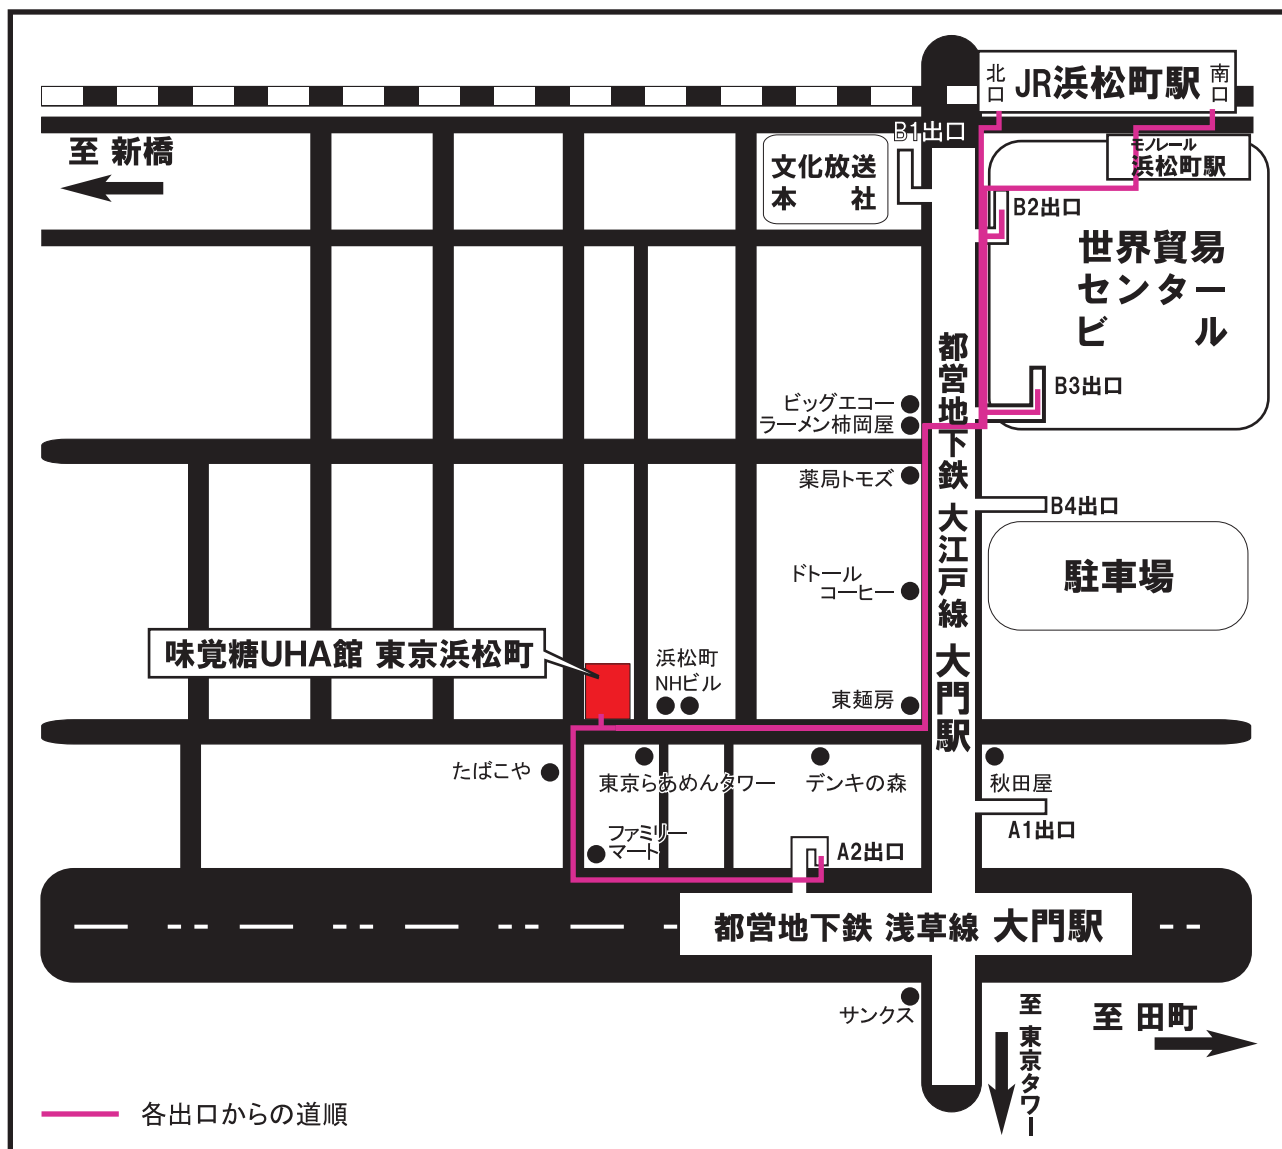 北口
JR浜松町駅
南口
B1出口
至 新橋
文化放送
本 社
モノレール
浜松町駅
B2出口
世界貿易
センター
ビ ル
B3出口
ビッグエコー
ラーメン柿岡屋
薬局トモズ
都営地下鉄 大江戸線 大門駅
B4出口
駐車場
ドトール
コーヒー
味覚糖UHA館 東京浜松町
浜松町
NHビル
東麺房
たばこや
東京らあめんタワー
デンキの森
秋田屋
A1出口
ファミリー
マート
A2出口
都営地下鉄 浅草線 大門駅
サンクス
至 東京タワー
至 田町
各出口からの道順